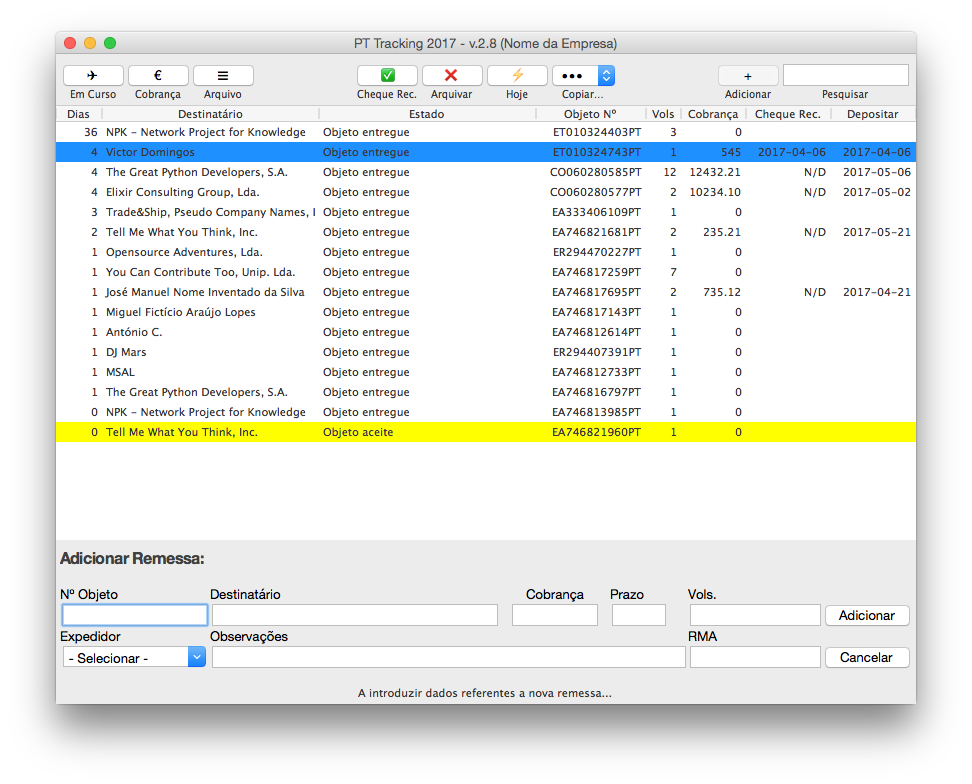 PT Tracking 2017 - v.2.8 (Nome da Empresa)
✈ € ☰ ✅ ❌ ⚡ ••• +
Em Curso Cobrança Arquivo Cheque Rec. Arquivar Hoje Copiar... Adicionar Pesquisar
Dias Destinatário Estado Objeto Nº Vols Cobrança Cheque Rec. Depositar
36 NPK – Network Project for Knowledge Objeto entregue ET010324403PT 3 0
4 Victor Domingos Objeto entregue ET010324743PT 1 545 2017-04-06 2017-04-06
4 The Great Python Developers, S.A. Objeto entregue CO060280585PT 12 12432.21 N/D 2017-05-06
4 Elixir Consulting Group, Lda. Objeto entregue CO060280577PT 2 10234.10 N/D 2017-05-02
3 Trade&Ship, Pseudo Company Names, I Objeto entregue EA333406109PT 1 0
2 Tell Me What You Think, Inc. Objeto entregue EA746821681PT 2 235.21 N/D 2017-05-21
1 Opensource Adventures, Lda. Objeto entregue ER294470227PT 1 0
1 You Can Contribute Too, Unip. Lda. Objeto entregue EA746817259PT 7 0
1 José Manuel Nome Inventado da Silva Objeto entregue EA746817695PT 2 735.12 N/D 2017-04-21
1 Miguel Fictício Araújo Lopes Objeto entregue EA746817143PT 1 0
1 António C. Objeto entregue EA746812614PT 1 0
1 DJ Mars Objeto entregue ER294407391PT 1 0
1 MSAL Objeto entregue EA746812733PT 1 0
1 The Great Python Developers, S.A. Objeto entregue EA746816797PT 1 0
0 NPK – Network Project for Knowledge Objeto entregue EA746813985PT 1 0
0 Tell Me What You Think, Inc. Objeto aceite EA746821960PT 1 0
Adicionar Remessa:
Nº Objeto Destinatário Cobrança Prazo Vols.
Adicionar
Expedidor Observações RMA
- Selecionar - Cancelar
A introduzir dados referentes a nova remessa...